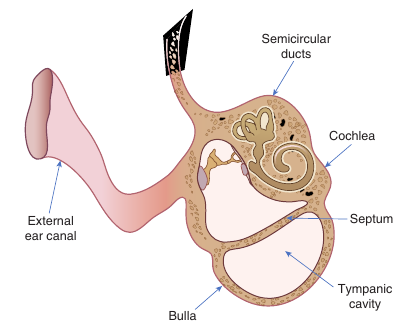 Semicircular
ducts
Cochlea
External
ear canal
Septum
Tympanic
cavity
Bulla